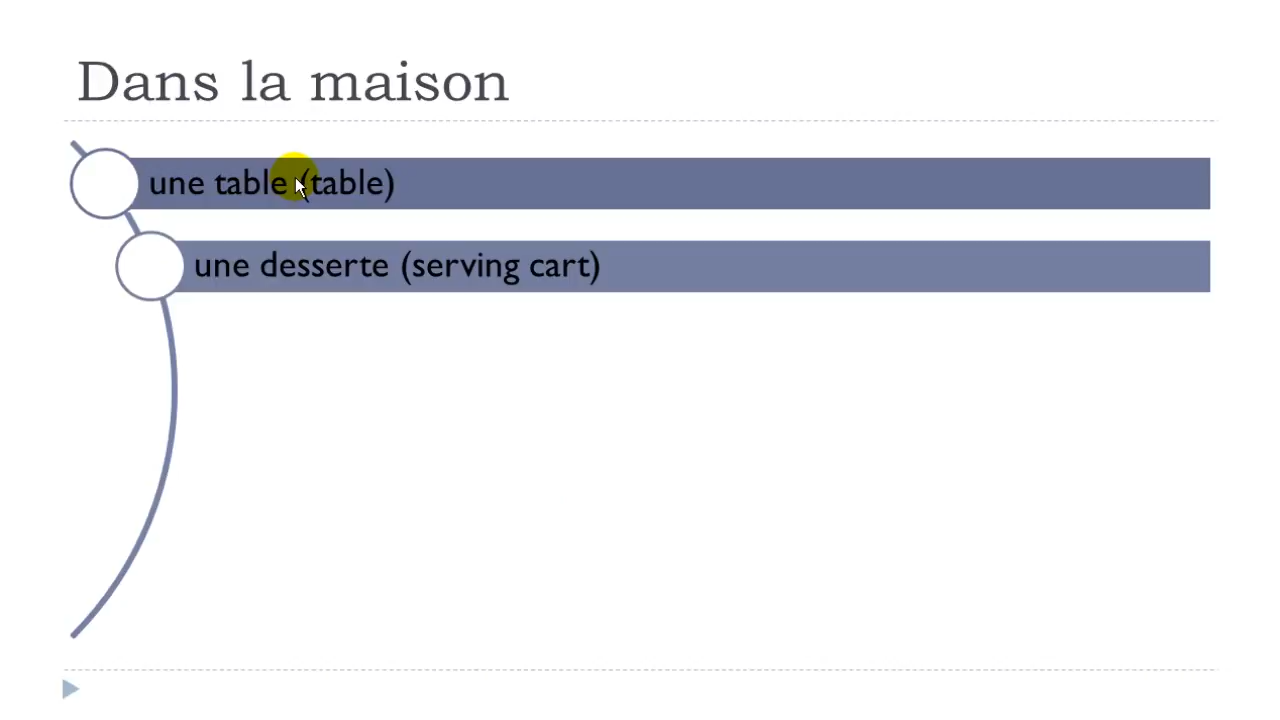 Dans la maison
une table (table)
une desserte (serving cart)